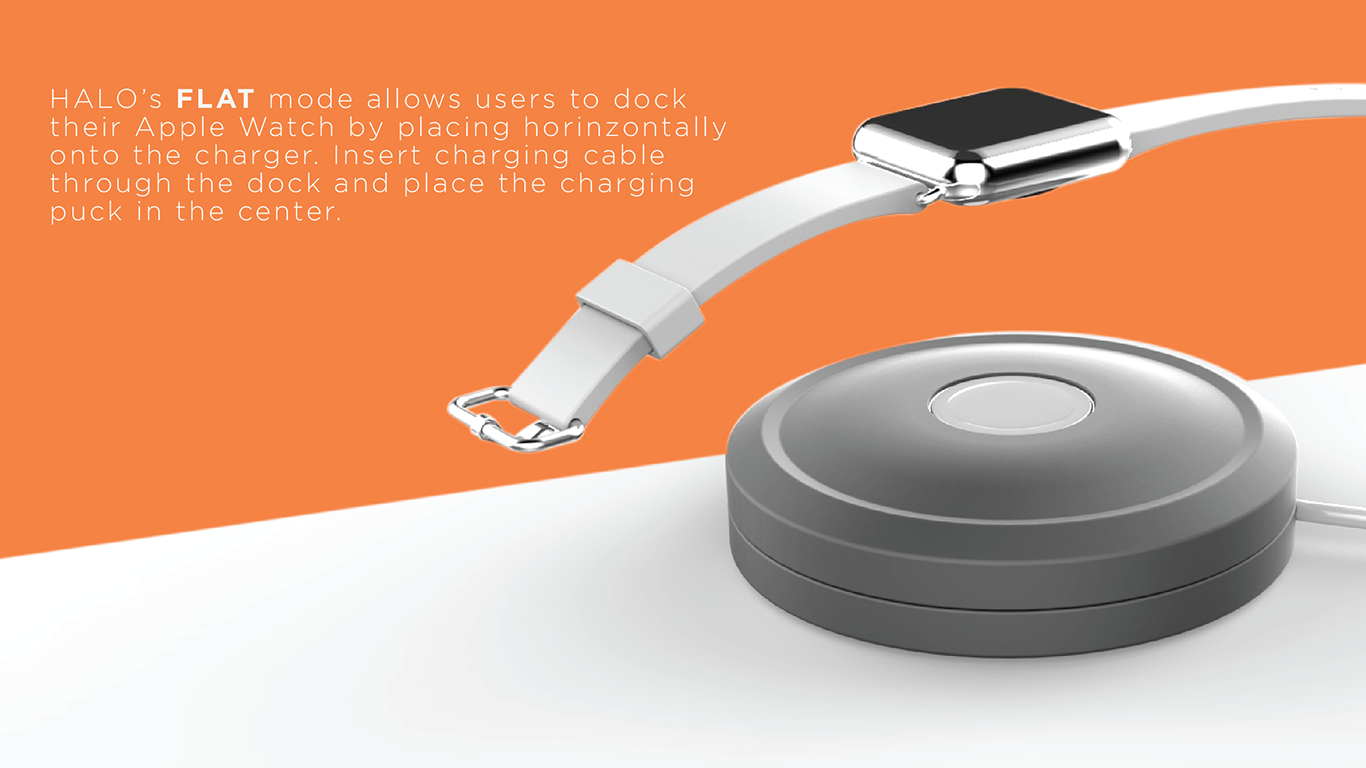 HALO’s FLAT mode allows users to dock
their Apple Watch by placing horinzontally
onto the charger. Insert charging cable
through the dock and place the charging
puck in the center.